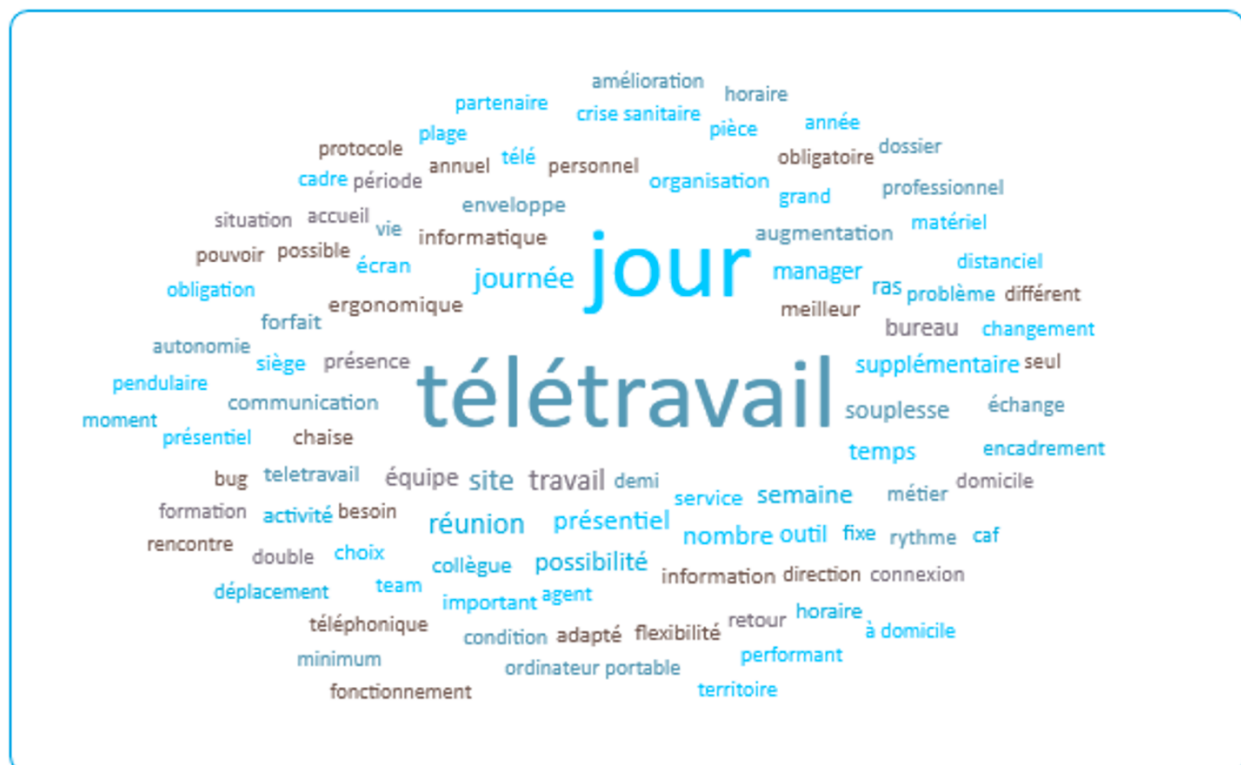 amélioration
horaire
partenaire
crise sanitaire
pièce
année
plage
protocole
annuel
télé
personnel
obligatoire
dossier
cadre
période
organisation
grand
professionnel
situation
accueil
vie
enveloppe
informatique
augmentation
matériel
pouvoir
possible
écran
journée
jour
manager
ras
distanciel
obligation
ergonomique
meilleur
problème
différent
forfait
bureau
changement
autonomie
siège
présence
supplémentaire
seul
pendulaire
communication
télétravail
souplesse
échange
moment
présentiel
chaise
temps
encadrement
bug
teletravail
équipe
site
travail
demi
service
semaine
métier
domicile
formation
activité
besoin
réunion
présentiel
nombre
outil
fixe
rythme
caf
rencontre
double
choix
collègue
possibilité
information
direction
connexion
déplacement
team
important
agent
téléphonique
condition
adapté
flexibilité
retour
horaire
à domicile
minimum
ordinateur portable
performant
fonctionnement
territoire